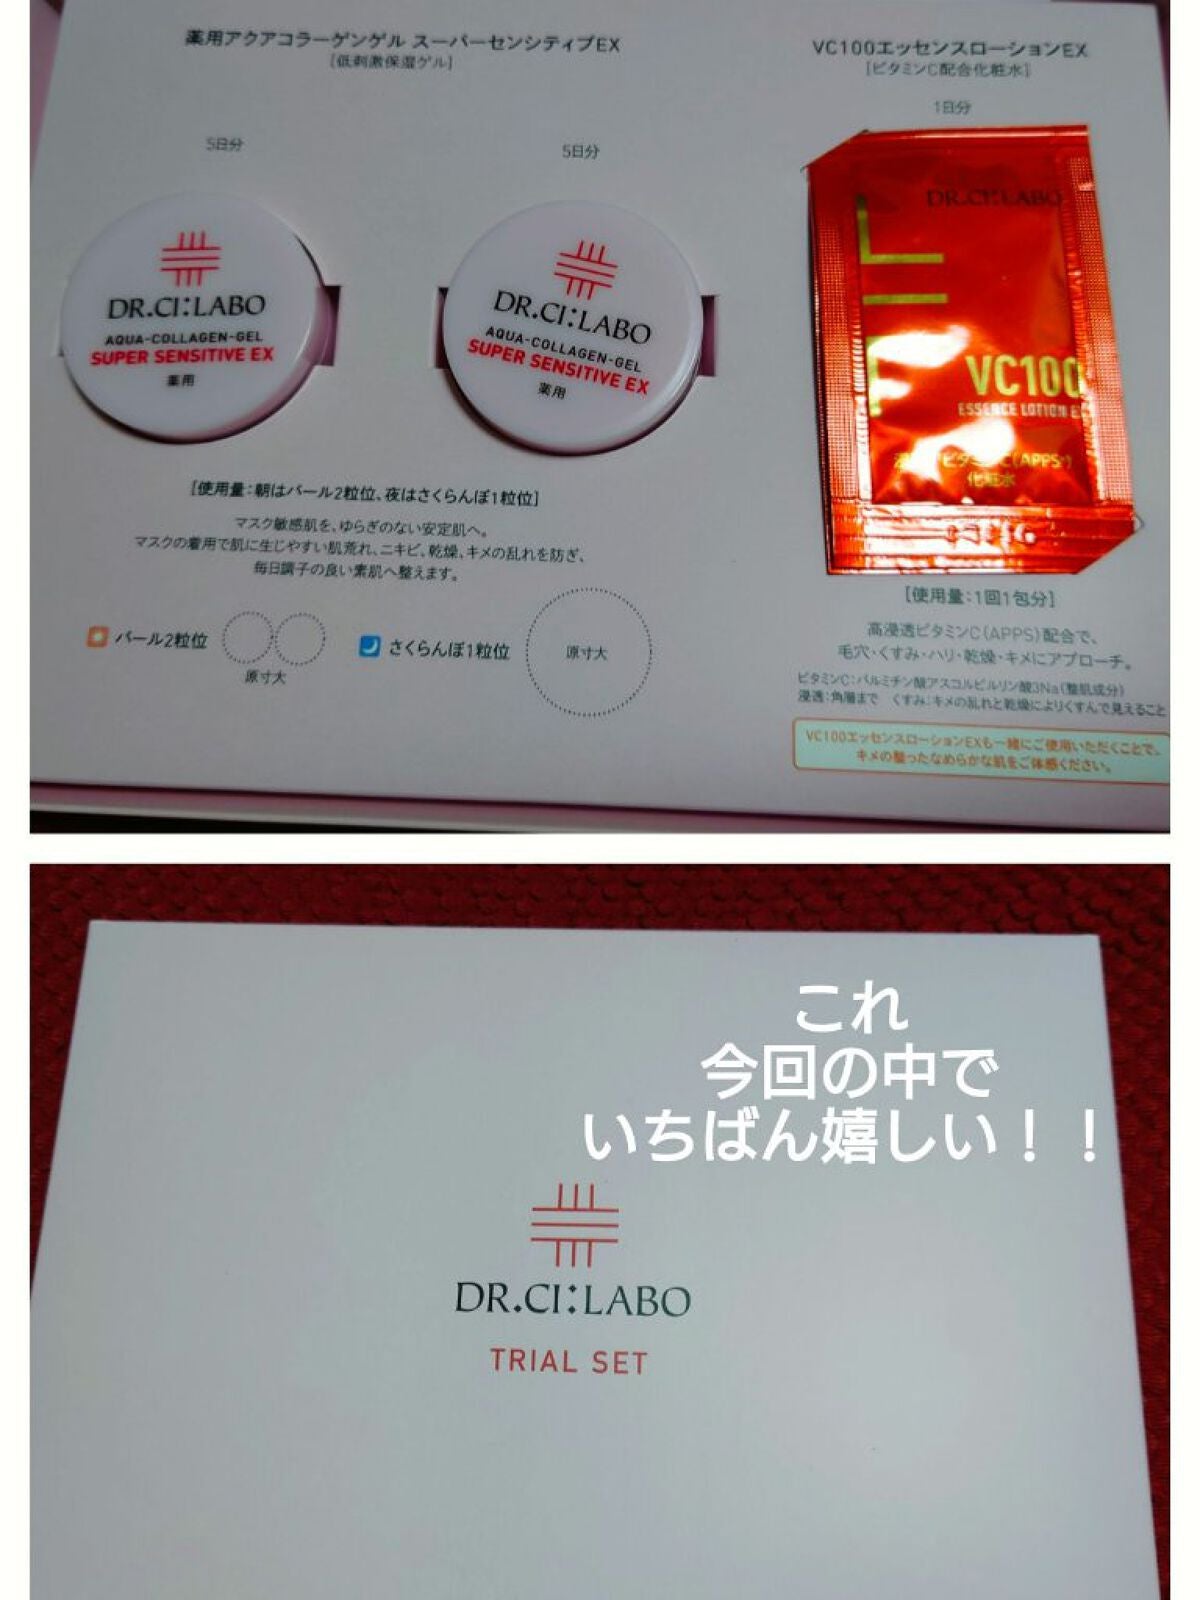 薬用アクアコラーゲンゲル スーパーセンシティブEX
[低刺激保湿ゲル]
5日分
5日分
DR.CI:LABO
AQUA-COLLAGEN-GEL
SUPER SENSITIVE EX
薬用
DR.CI:LABO
AQUA-COLLAGEN-GEL
SUPER SENSITIVE EX
薬用
[使用量:朝はパール2粒位、夜はさくらんぼ1粒位]
マスク敏感肌を、ゆらぎのない安定肌へ。
マスクの着用で肌に生じやすい肌荒れ、ニキビ、乾燥、キメの乱れを防ぎ、
毎日調子の良い素肌へ整えます。
パール2粒位
原寸大
さくらんぼ1粒位
原寸大
VC100エッセンスローションEX
[ビタミンC配合化粧水]
1日分
DR.CI:LABO
VC100
ESSENCE LOTION E
ビタミンC(APPS*)
化粧水
[使用量:1回1包分]
高浸透ビタミンC(APPS)配合で、
毛穴・くすみ・ハリ・乾燥・キメにアプローチ。
ビタミンC:パルミチン酸アスコルビルリン酸3Na(整肌成分)
浸透:角層まで くすみ:キメの乱れと乾燥によりくすんで見えること
VC100エッセンスローションEXも一緒にご使用いただくことで、
キメの整ったなめらかな肌をご体感ください。
これ
今回の中で
いちばん嬉しい！！
DR.CI:LABO
TRIAL SET